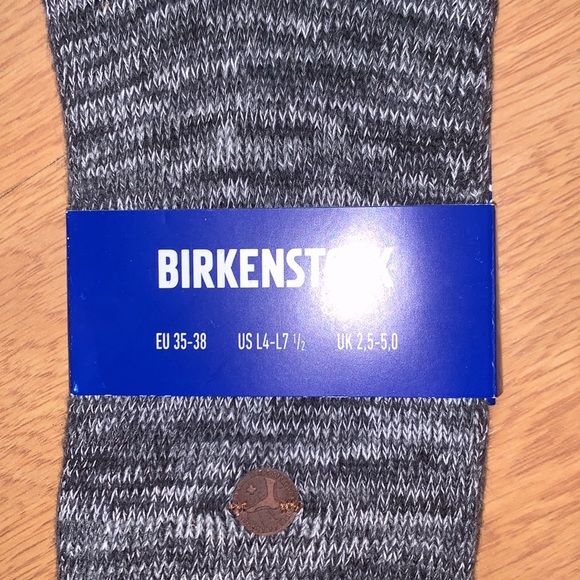 BIRKENSTOCK
EU 35-38 US L4-L7 ½ UK 2,5-5,0